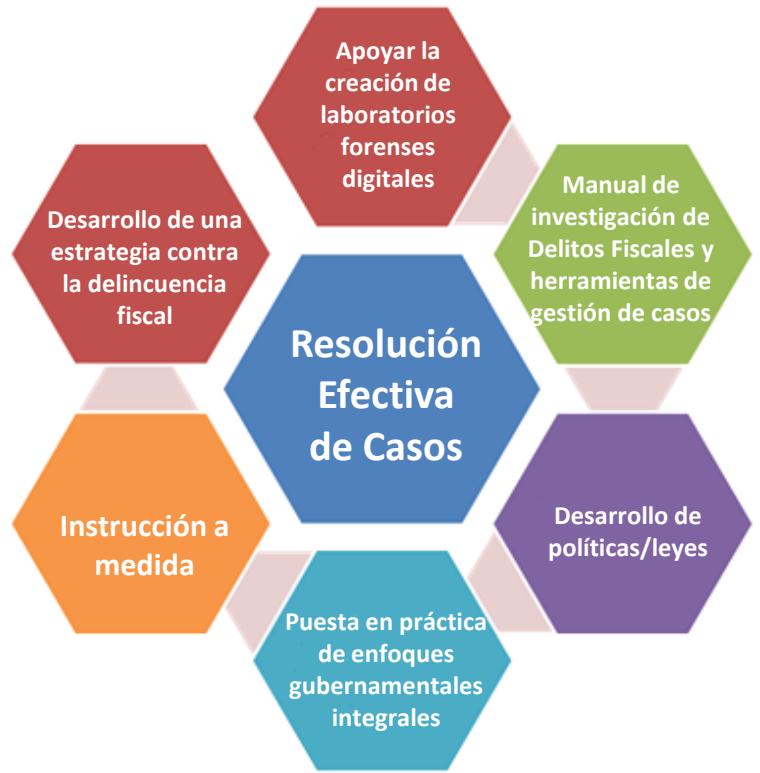 Apoyar la
creación de
laboratorios
forenses
digitales
Manual de
investigación de
Delitos Fiscales y
herramientas de
gestión de casos
Desarrollo de una
estrategia contra
la delincuencia
fiscal
Resolución
Efectiva
de Casos
Desarrollo de
políticas/leyes
Instrucción a
medida
Puesta en práctica
de enfoques
gubernamentales
integrales